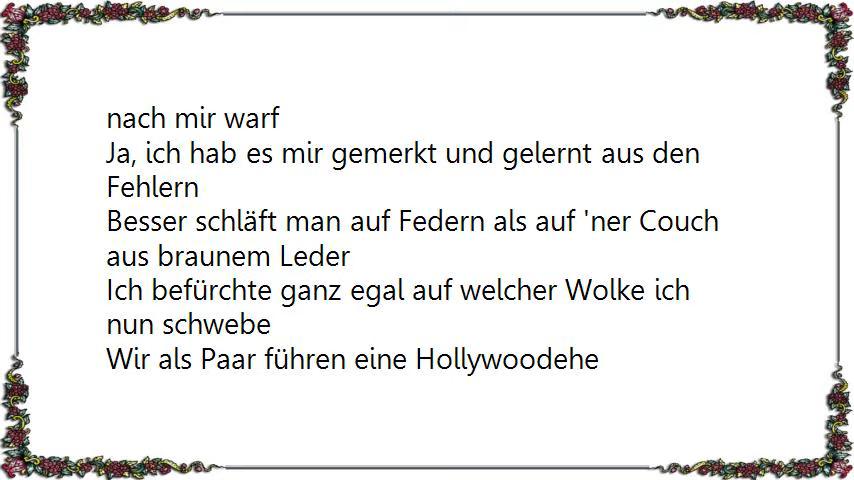 nach mir warf
Ja, ich hab es mir gemerkt und gelernt aus den
Fehlern
Besser schläft man auf Federn als auf 'ner Couch
aus braunem Leder
Ich befürchte ganz egal auf welcher Wolke ich
nun schwebe
Wir als Paar führen eine Hollywoodehe